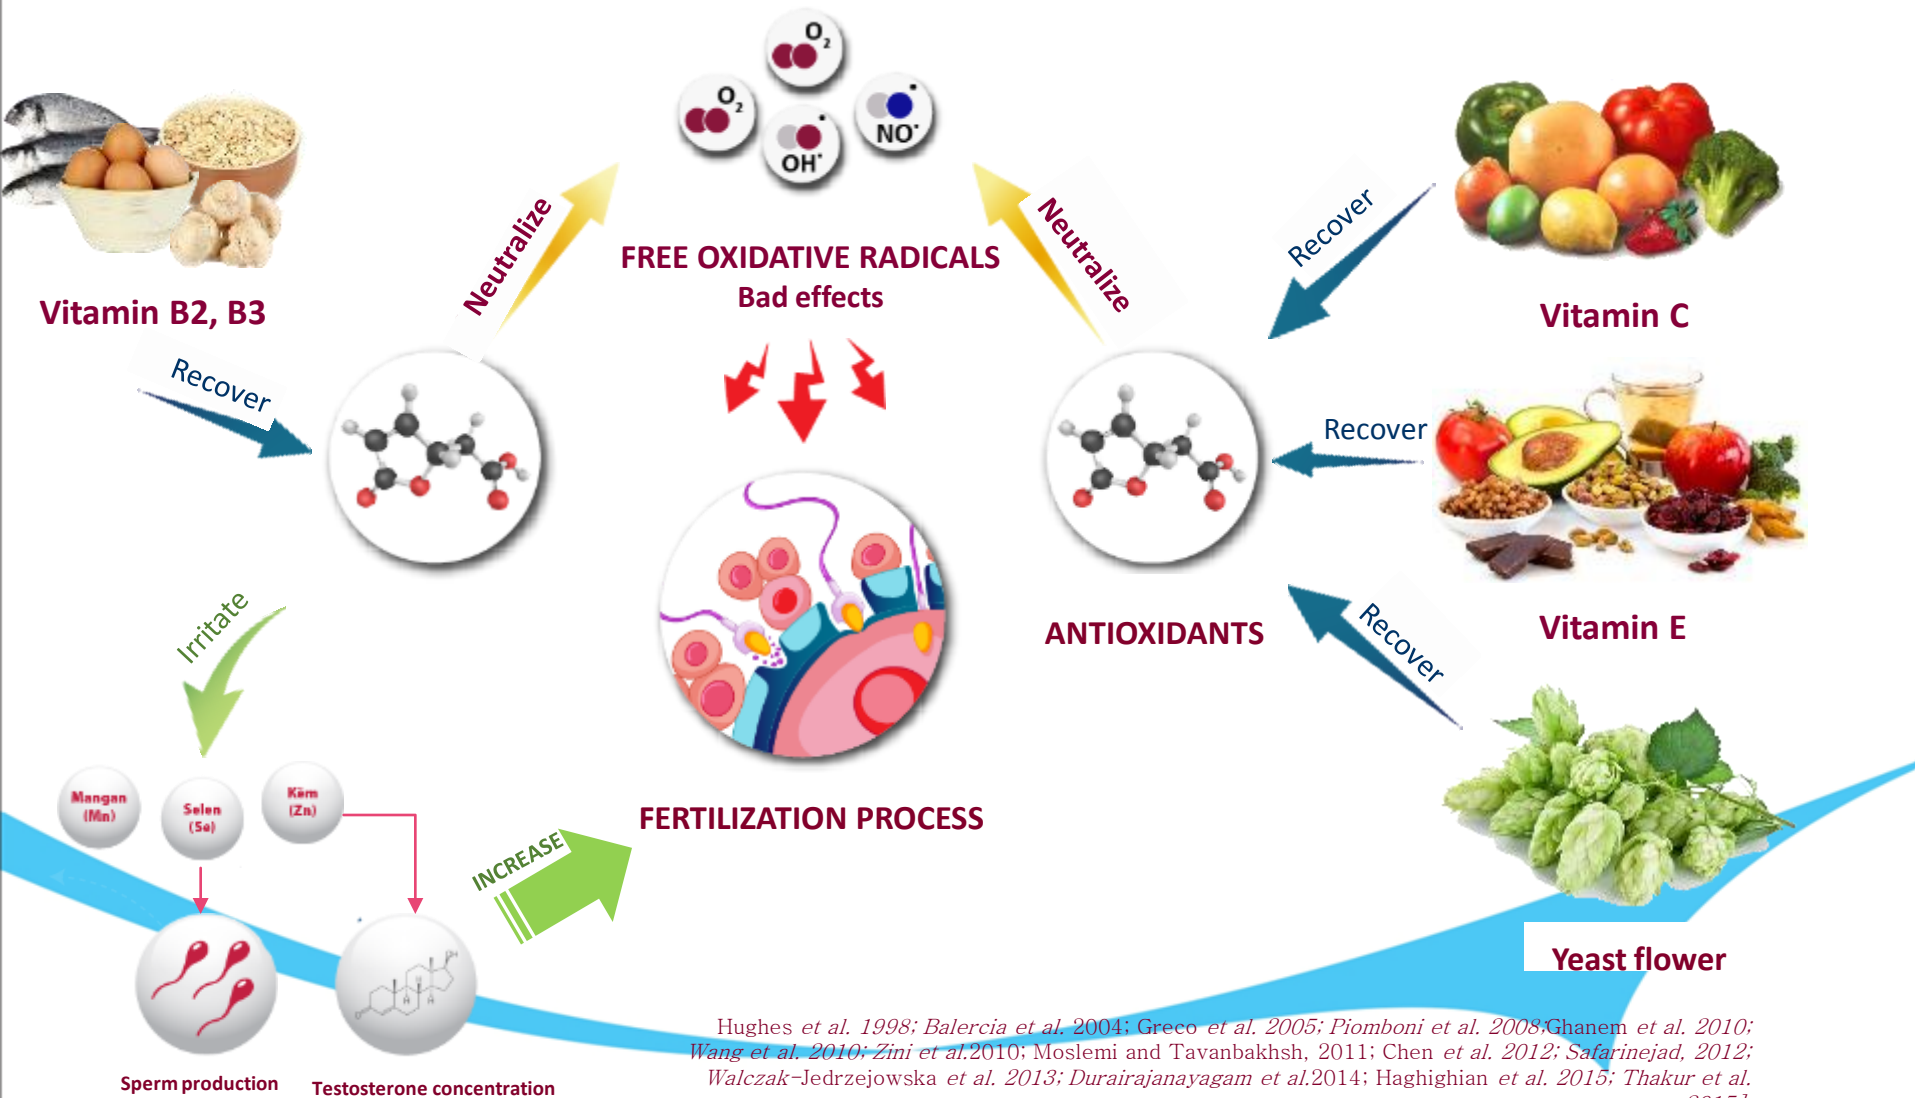 O2
O2
OH•
NO•
FREE OXIDATIVE RADICALS
Bad effects
Neutralize
Neutralize
Vitamin B2, B3
Recover
Recover
Vitamin C
Recover
Vitamin E
Recover
Yeast flower
ANTIOXIDANTS
Irritate
Mangan
(Mn)
Selen
(Se)
Kẽm
(Zn)
INCREASE
FERTILIZATION PROCESS
Sperm production
Testosterone concentration
Hughes et al. 1998; Balercia et al. 2004; Greco et al. 2005; Piomboni et al. 2008;Ghanem et al. 2010;
Wang et al. 2010; Zini et al.2010; Moslemi and Tavanbakhsh, 2011; Chen et al. 2012; Safarinejad, 2012;
Walczak-Jedrzejowska et al. 2013; Durairajanayagam et al.2014; Haghighian et al. 2015; Thakur et al.